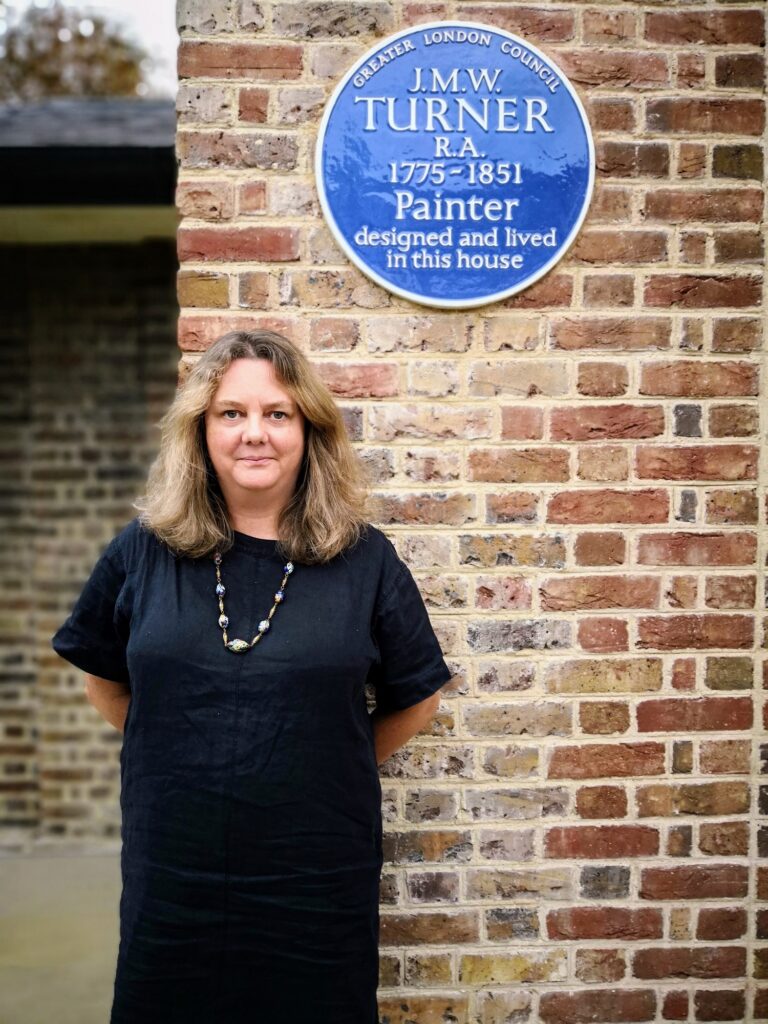 GREATER LONDON COUNCIL
J.M.W.
TURNER
R.A.
1775-1851
Painter
designed and lived
in this house